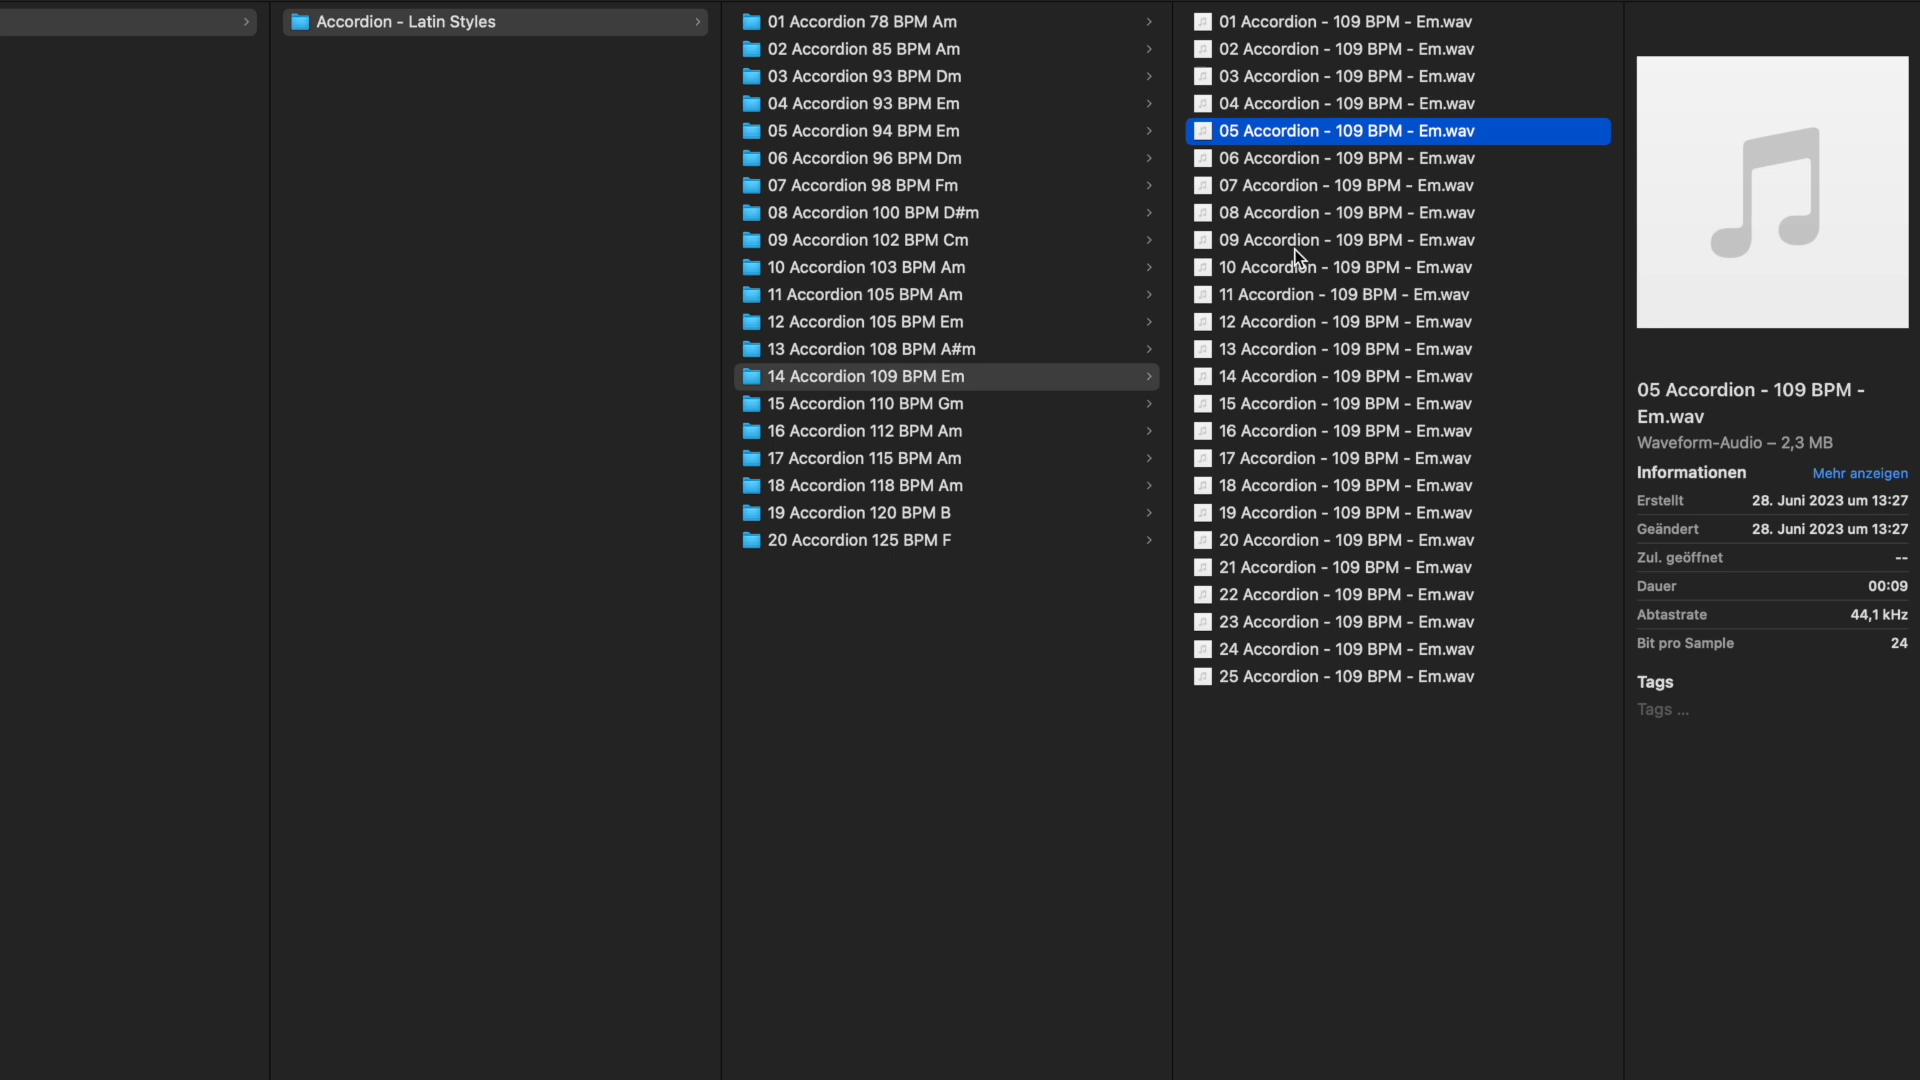 Accordion - Latin Styles
01 Accordion 78 BPM Am
02 Accordion 85 BPM Am
03 Accordion 93 BPM Dm
04 Accordion 93 BPM Em
05 Accordion 94 BPM Em
06 Accordion 96 BPM Dm
07 Accordion 98 BPM Fm
08 Accordion 100 BPM D#m
09 Accordion 102 BPM Cm
10 Accordion 103 BPM Am
11 Accordion 105 BPM Am
12 Accordion 105 BPM Em
13 Accordion 108 BPM A#m
14 Accordion 109 BPM Em
15 Accordion 110 BPM Gm
16 Accordion 112 BPM Am
17 Accordion 115 BPM Am
18 Accordion 118 BPM Am
19 Accordion 120 BPM B
20 Accordion 125 BPM F
01 Accordion - 109 BPM - Em.wav
02 Accordion - 109 BPM - Em.wav
03 Accordion - 109 BPM - Em.wav
04 Accordion - 109 BPM - Em.wav
05 Accordion - 109 BPM - Em.wav
06 Accordion - 109 BPM - Em.wav
07 Accordion - 109 BPM - Em.wav
08 Accordion - 109 BPM - Em.wav
09 Accordion - 109 BPM - Em.wav
10 Accordion - 109 BPM - Em.wav
11 Accordion - 109 BPM - Em.wav
12 Accordion - 109 BPM - Em.wav
13 Accordion - 109 BPM - Em.wav
14 Accordion - 109 BPM - Em.wav
15 Accordion - 109 BPM - Em.wav
16 Accordion - 109 BPM - Em.wav
17 Accordion - 109 BPM - Em.wav
18 Accordion - 109 BPM - Em.wav
19 Accordion - 109 BPM - Em.wav
20 Accordion - 109 BPM - Em.wav
21 Accordion - 109 BPM - Em.wav
22 Accordion - 109 BPM - Em.wav
23 Accordion - 109 BPM - Em.wav
24 Accordion - 109 BPM - Em.wav
25 Accordion - 109 BPM - Em.wav
05 Accordion - 109 BPM -
Em.wav
Waveform-Audio – 2,3 MB
Informationen Mehr anzeigen
Erstellt 28. Juni 2023 um 13:27
Geändert 28. Juni 2023 um 13:27
Zul. geöffnet --
Dauer 00:09
Abtastrate 44,1 kHz
Bit pro Sample 24
Tags
Tags ...